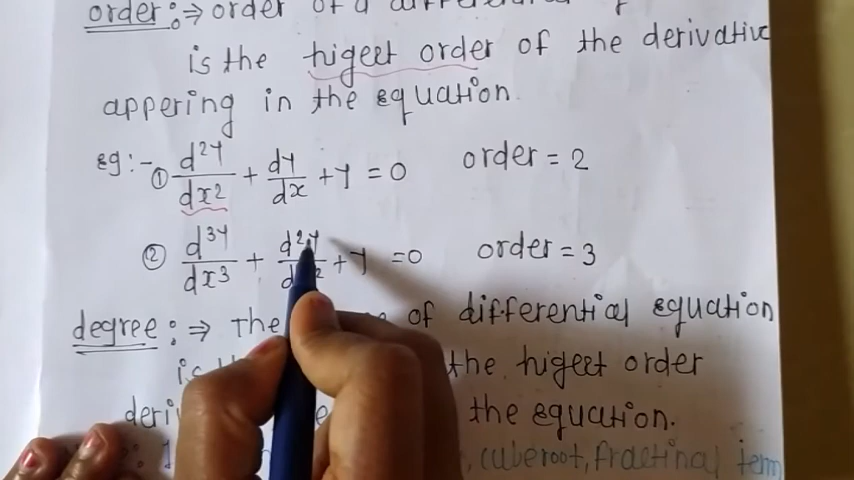 order :⇒ order of a
is the higest order of the derivative
appering in the equation.
eg:- ① d²y/dx² + dy/dx + y = 0 order = 2
② d³y/dx³ + d²y + y = 0 order = 3
degree :⇒ the of differential equation
the higest order
the equation.
, cuberoot, fractinal term